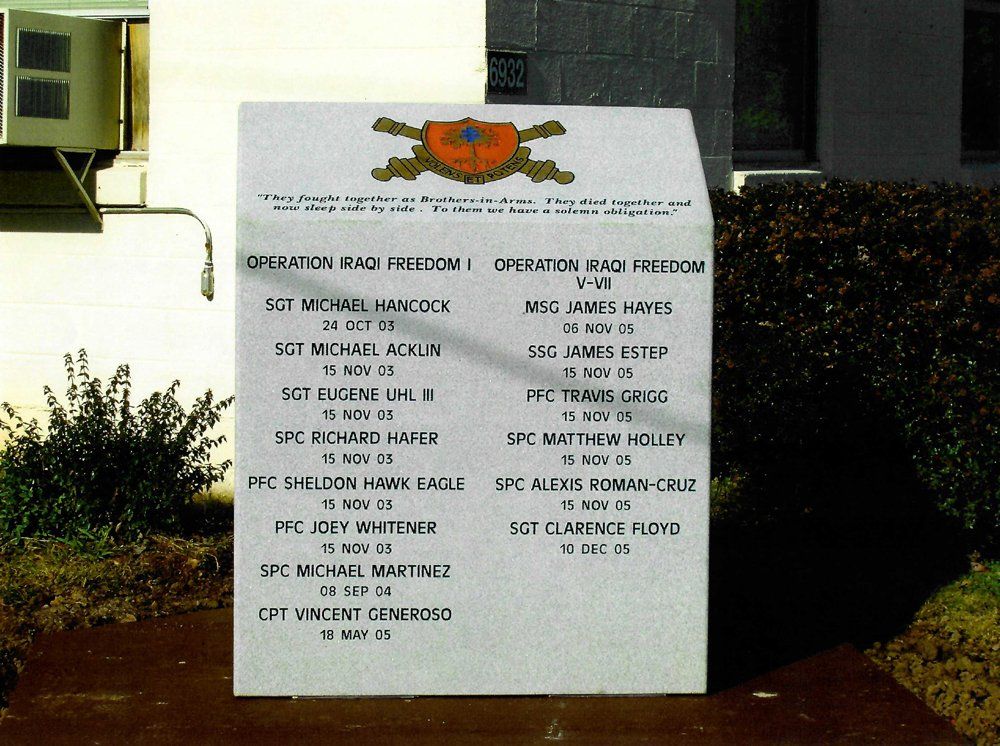 6932
VOLENS ET POTENS
"They fought together as Brothers-in-Arms. They died together and
now sleep side by side . To them we have a solemn obligation."
OPERATION IRAQI FREEDOM I
SGT MICHAEL HANCOCK
24 OCT 03
SGT MICHAEL ACKLIN
15 NOV 03
SGT EUGENE UHL III
15 NOV 03
SPC RICHARD HAFER
15 NOV 03
PFC SHELDON HAWK EAGLE
15 NOV 03
PFC JOEY WHITENER
15 NOV 03
SPC MICHAEL MARTINEZ
08 SEP 04
CPT VINCENT GENEROSO
18 MAY 05
OPERATION IRAQI FREEDOM
V-VII
MSG JAMES HAYES
06 NOV 05
SSG JAMES ESTEP
15 NOV 05
PFC TRAVIS GRIGG
15 NOV 05
SPC MATTHEW HOLLEY
15 NOV 05
SPC ALEXIS ROMAN-CRUZ
15 NOV 05
SGT CLARENCE FLOYD
10 DEC 05